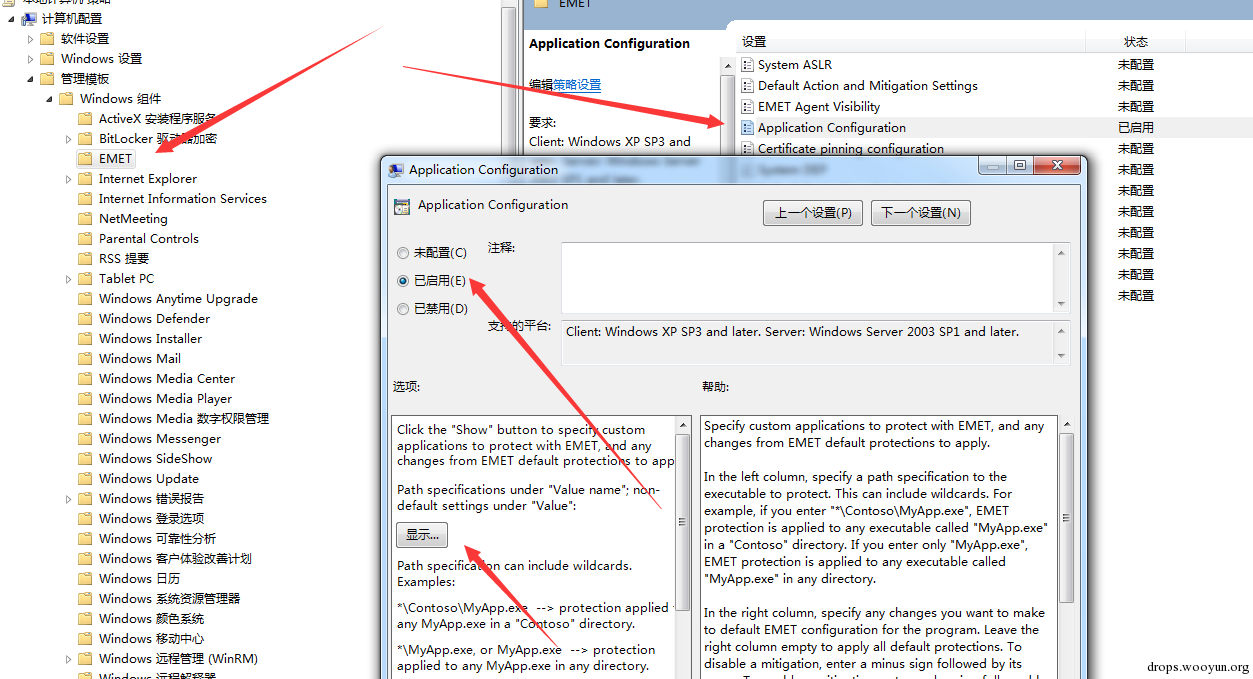 计算机配置
软件设置
Windows 设置
管理模板
Windows 组件
ActiveX 安装程序服务
BitLocker 驱动器加密
EMET
Internet Explorer
Internet Information Services
NetMeeting
Parental Controls
RSS 提要
Tablet PC
Windows Anytime Upgrade
Windows Defender
Windows Installer
Windows Mail
Windows Media Center
Windows Media Player
Windows Media 数字权限管理
Windows Messenger
Windows SideShow
Windows Update
Windows 错误报告
Windows 登录选项
Windows 可靠性分析
Windows 客户体验改善计划
Windows 日历
Windows 系统资源管理器
Windows 颜色系统
Windows 移动中心
Windows 远程管理 (WinRM)
Windows 远程解释器
EMET
Application Configuration
编辑策略设置
要求:
Client: Windows XP SP3 and
设置 状态
System ASLR 未配置
Default Action and Mitigation Settings 未配置
EMET Agent Visibility 未配置
Application Configuration 已启用
Certificate pinning configuration 未配置
System DEP 未配置
未配置
未配置
未配置
未配置
未配置
未配置
Application Configuration
Application Configuration
上一个设置(P) 下一个设置(N)
未配置(C) 注释:
已启用(E)
已禁用(D)
支持的平台:
Client: Windows XP SP3 and later. Server: Windows Server 2003 SP1 and later.
选项: 帮助:
Click the "Show" button to specify custom
applications to protect with EMET, and any
changes from EMET default protections to app
Path specifications under "Value name"; non-
default settings under "Value":
显示...
Path specification can include wildcards.
Examples:
*\Contoso\MyApp.exe --> protection applied
any MyApp.exe in a "Contoso" directory.
*\MyApp.exe, or MyApp.exe --> protection
applied to any MyApp.exe in any directory.
Specify custom applications to protect with EMET, and any
changes from EMET default protections to apply.
In the left column, specify a path specification to the
executable to protect. This can include wildcards. For
example, if you enter "*\Contoso\MyApp.exe", EMET
protection is applied to any executable called "MyApp.exe"
in a "Contoso" directory. If you enter only "MyApp.exe",
EMET protection is applied to any executable called
"MyApp.exe" in any directory.
In the right column, specify any changes you want to make
to default EMET configuration for the program. Leave the
right column empty to apply all default protections. To
disable a mitigation, enter a minus sign followed by its
drops.wooyun.org